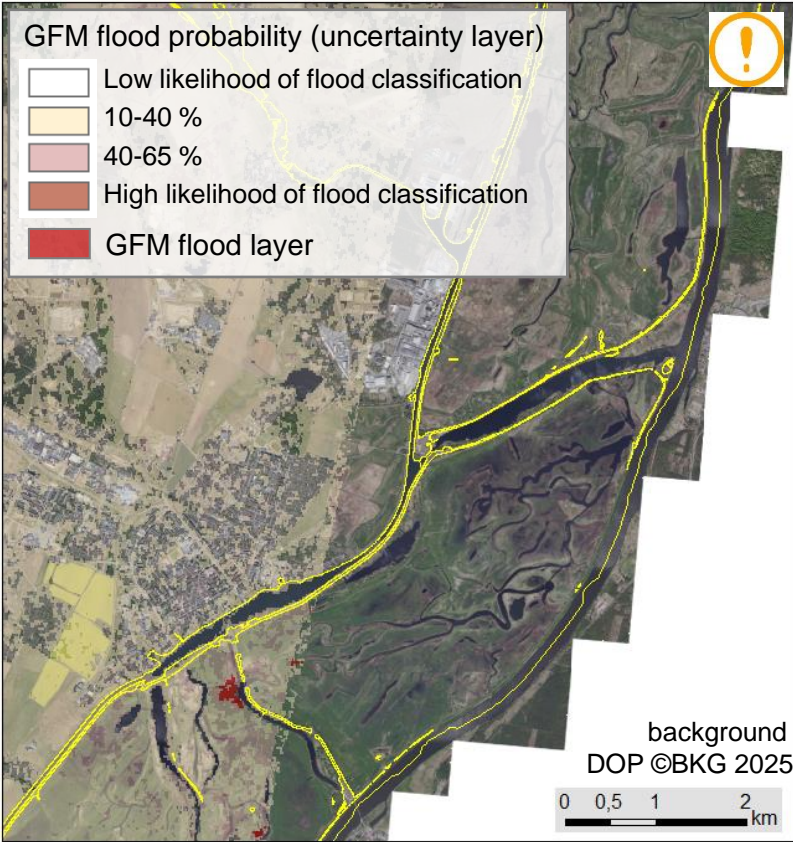 GFM flood probability (uncertainty layer)
Low likelihood of flood classification
10-40 %
40-65 %
High likelihood of flood classification
GFM flood layer
background
DOP ©BKG 2025
0 0,5 1 2
km